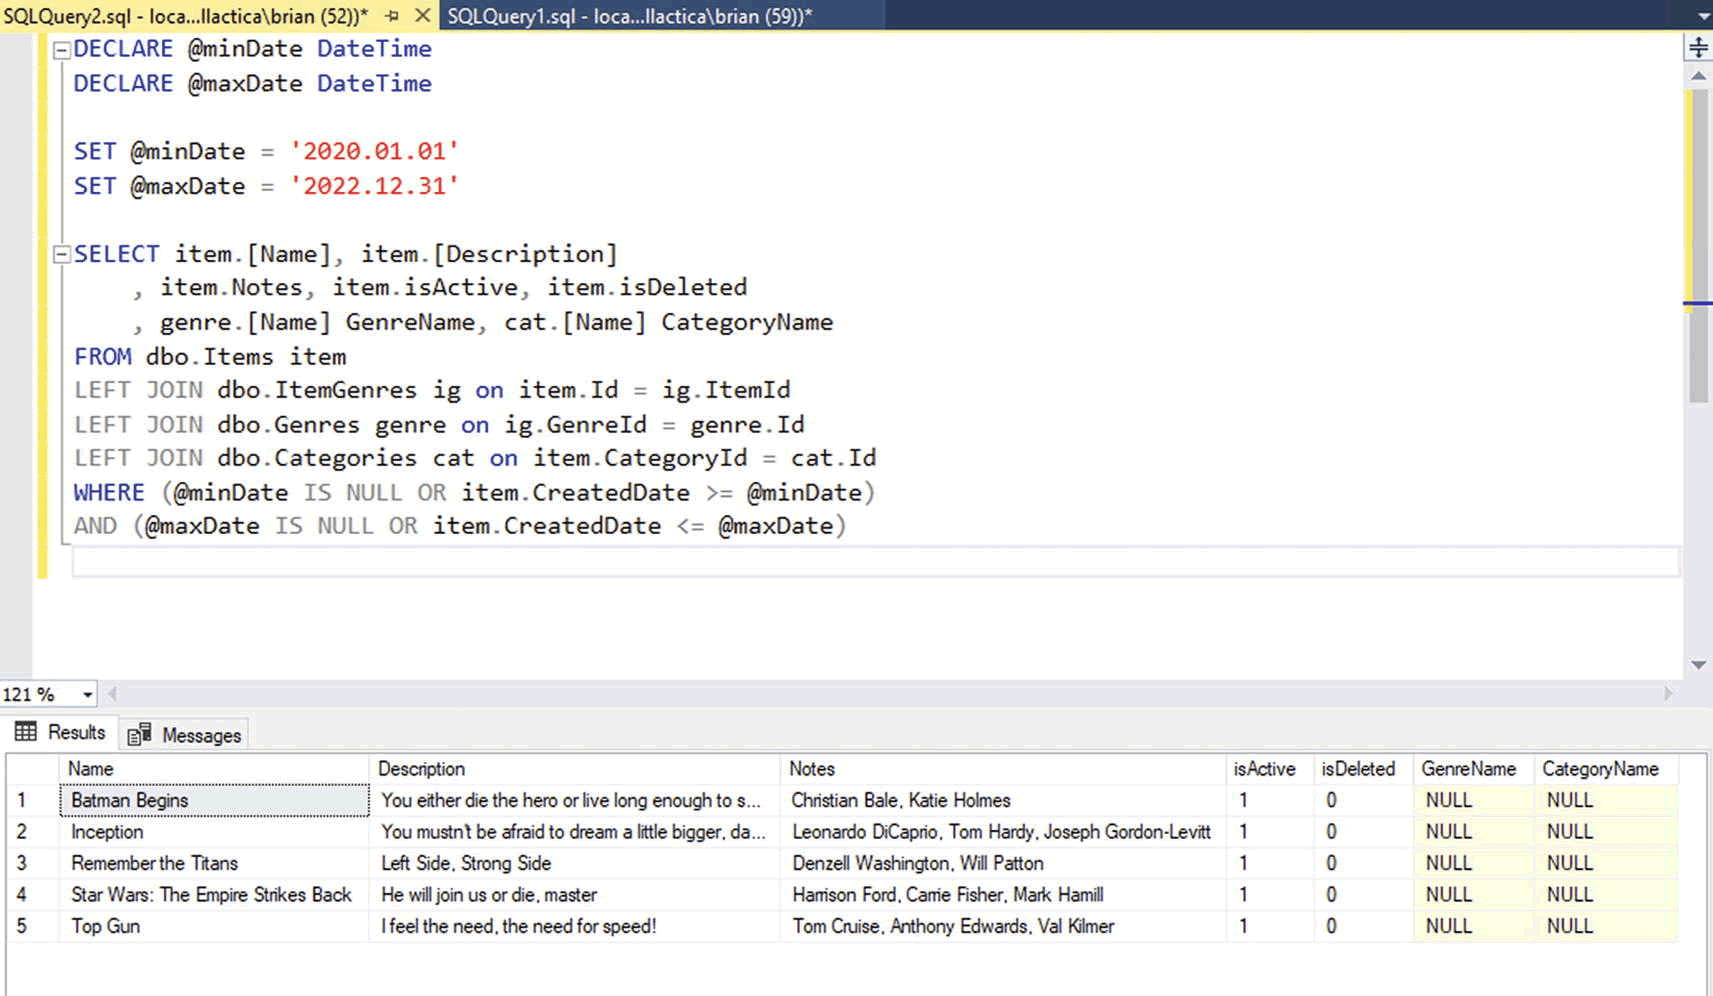 SQLQuery2.sql - loca...llactica\brian (52))* SQLQuery1.sql - loca...llactica\brian (59))*
DECLARE @minDate DateTime
DECLARE @maxDate DateTime
SET @minDate = '2020.01.01'
SET @maxDate = '2022.12.31'
SELECT item.[Name], item.[Description]
, item.Notes, item.isActive, item.isDeleted
, genre.[Name] GenreName, cat.[Name] CategoryName
FROM dbo.Items item
LEFT JOIN dbo.ItemGenres ig on item.Id = ig.ItemId
LEFT JOIN dbo.Genres genre on ig.GenreId = genre.Id
LEFT JOIN dbo.Categories cat on item.CategoryId = cat.Id
WHERE (@minDate IS NULL OR item.CreatedDate >= @minDate)
AND (@maxDate IS NULL OR item.CreatedDate <= @maxDate)
121 %
Results Messages
Name Description Notes isActive isDeleted GenreName CategoryName
1 Batman Begins You either die the hero or live long enough to s... Christian Bale, Katie Holmes 1 0 NULL NULL
2 Inception You mustn't be afraid to dream a little bigger, da... Leonardo DiCaprio, Tom Hardy, Joseph Gordon-Levitt 1 0 NULL NULL
3 Remember the Titans Left Side, Strong Side Denzell Washington, Will Patton 1 0 NULL NULL
4 Star Wars: The Empire Strikes Back He will join us or die, master Harrison Ford, Carrie Fisher, Mark Hamill 1 0 NULL NULL
5 Top Gun I feel the need, the need for speed! Tom Cruise, Anthony Edwards, Val Kilmer 1 0 NULL NULL